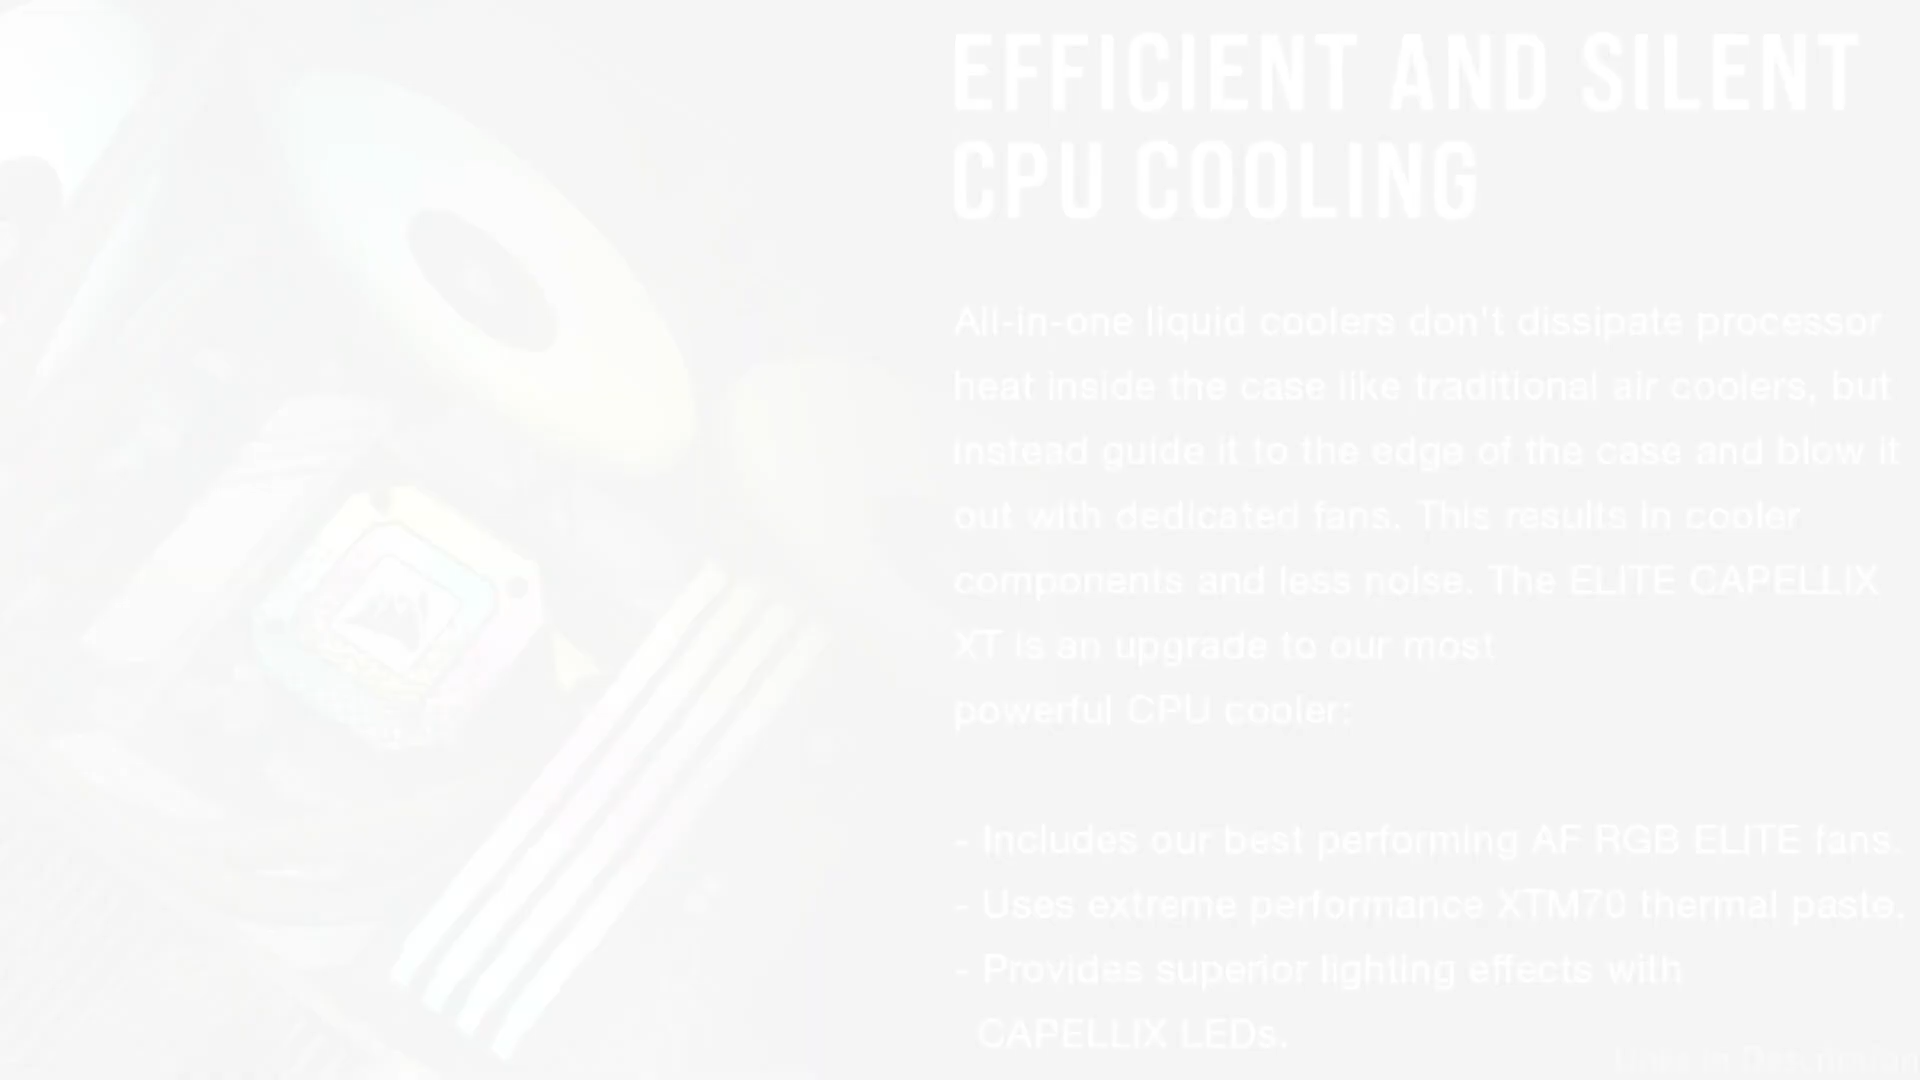 EFFICIENT AND SILENT
CPU COOLING
All-in-one liquid coolers don't dissipate processor
heat inside the case like traditional air coolers, but
instead guide it to the edge of the case and blow it
out with dedicated fans. This results in cooler
components and less noise. The ELITE CAPELLIX
XT is an upgrade to our most
powerful CPU cooler:
- Includes our best performing AF RGB ELITE fans.
- Uses extreme performance XTM70 thermal paste.
- Provides superior lighting effects with
CAPELLIX LEDs.
Links in Description